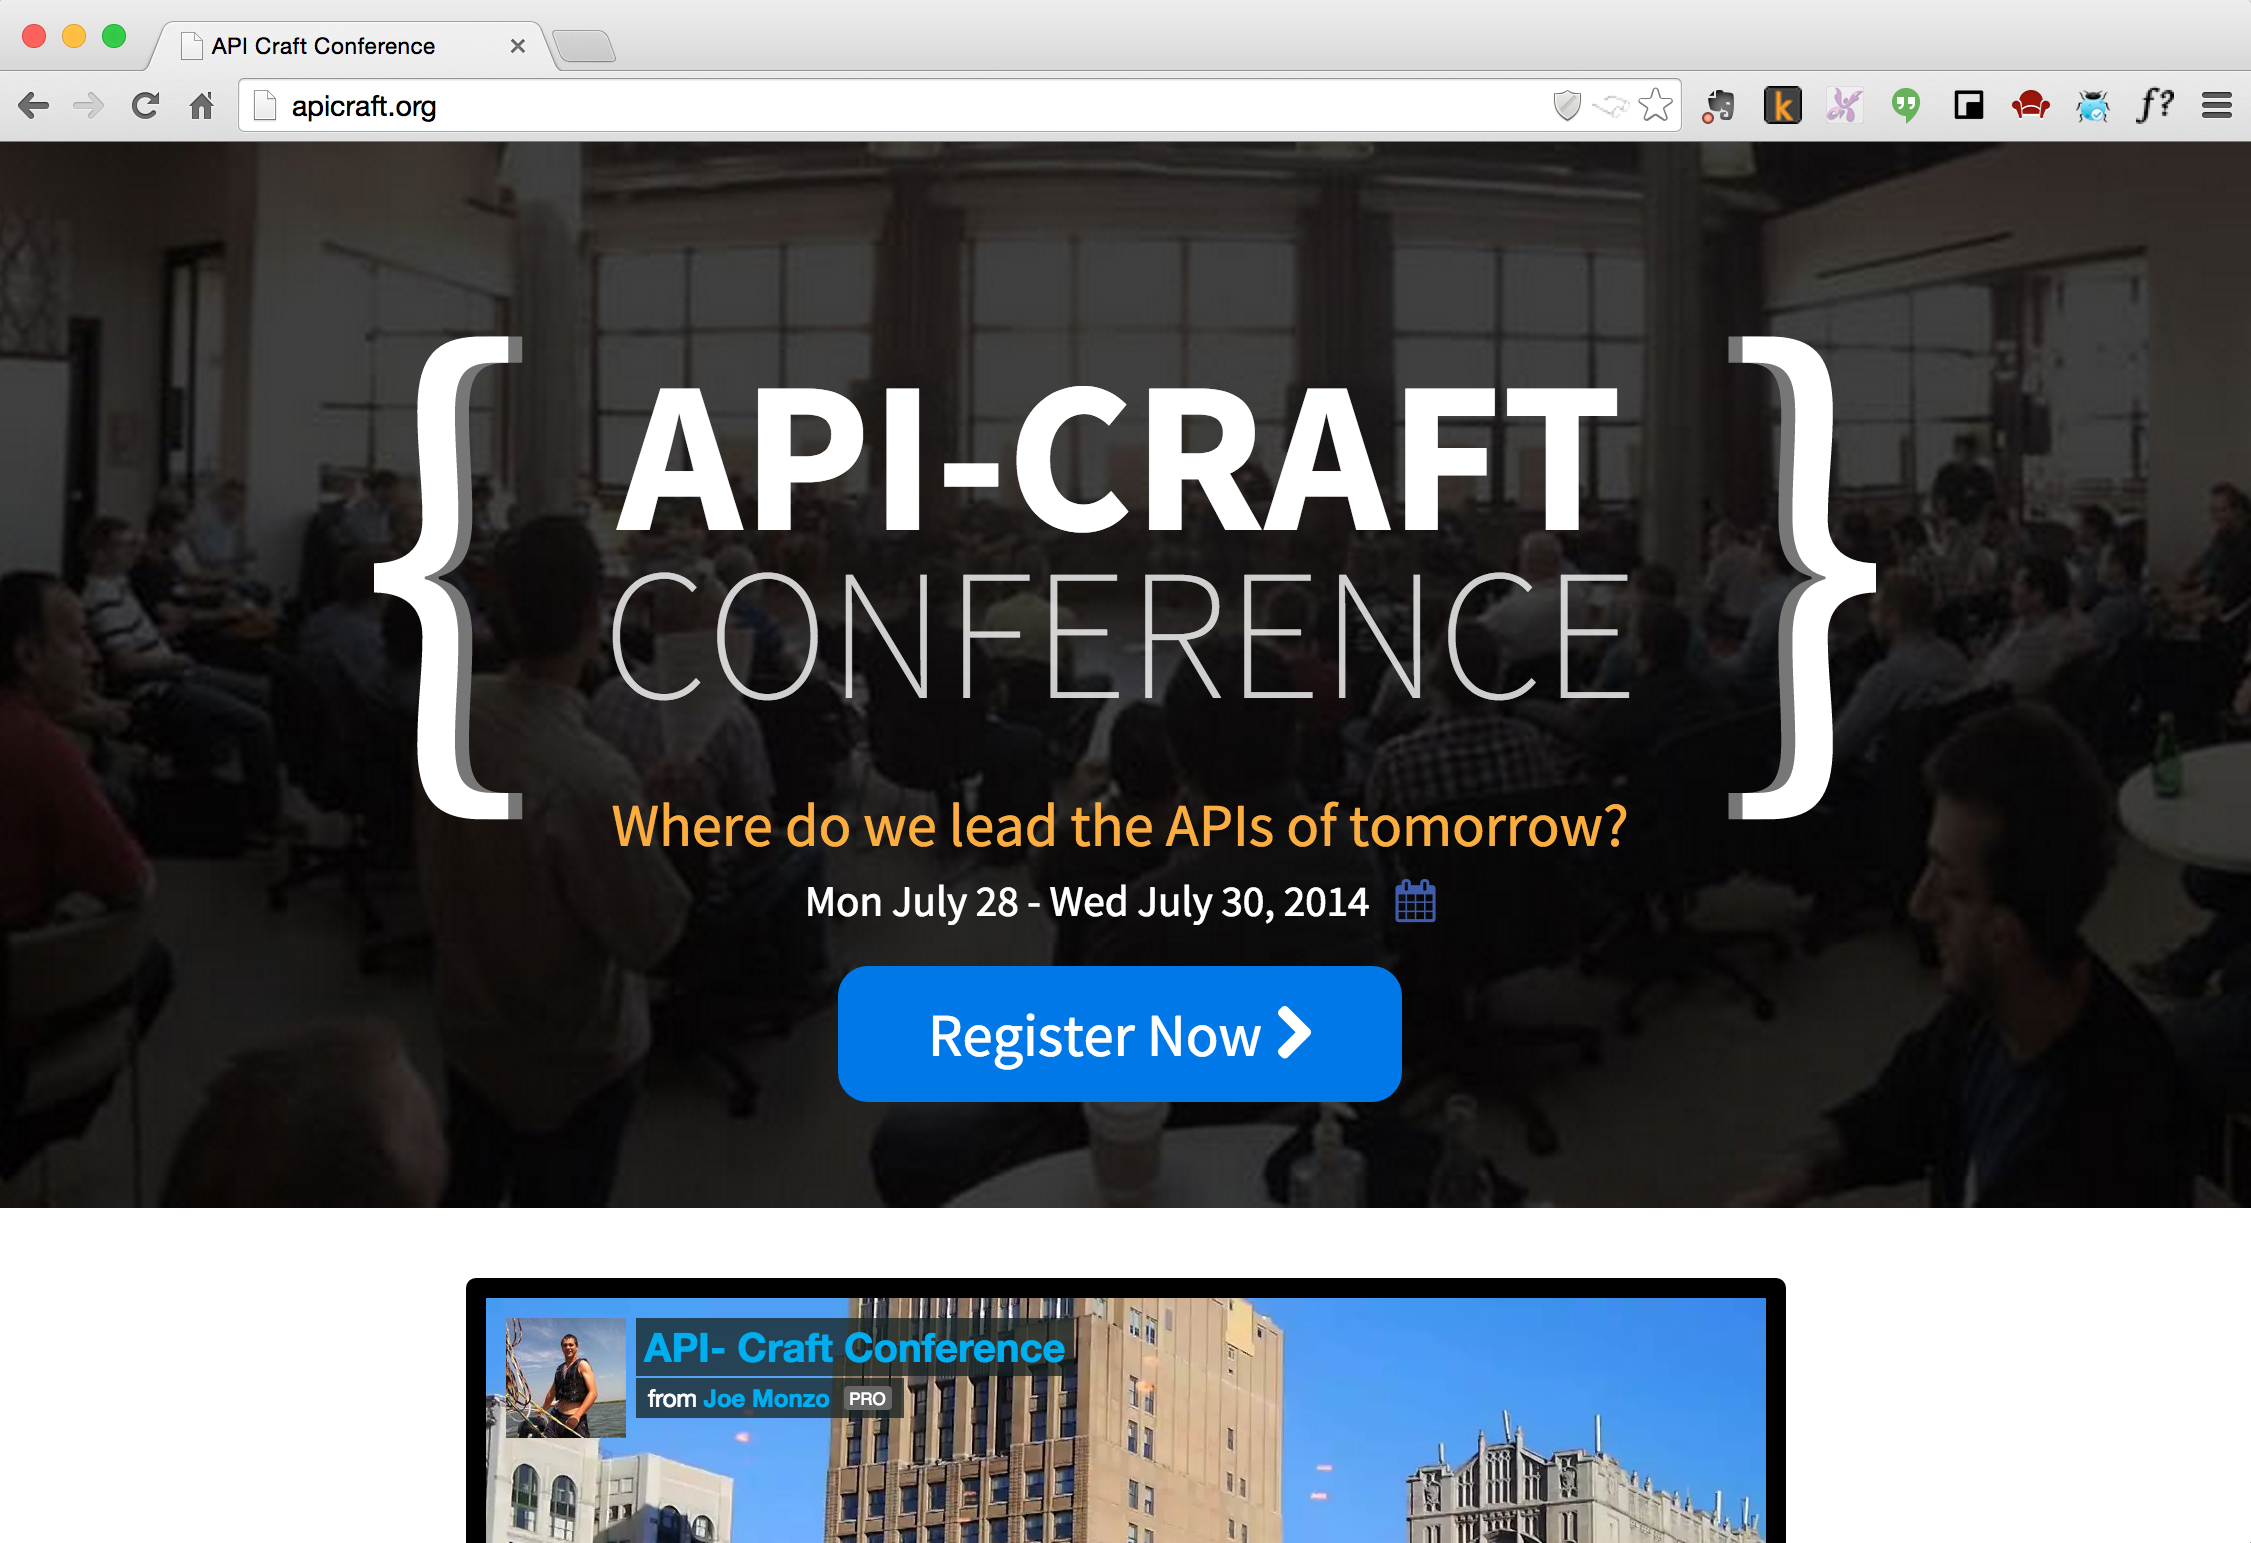 API Craft Conference
apicraft.org
k
f?
{ API-CRAFT }
CONFERENCE
Where do we lead the APIs of tomorrow?
Mon July 28 - Wed July 30, 2014
Register Now
API- Craft Conference
from Joe Monzo PRO